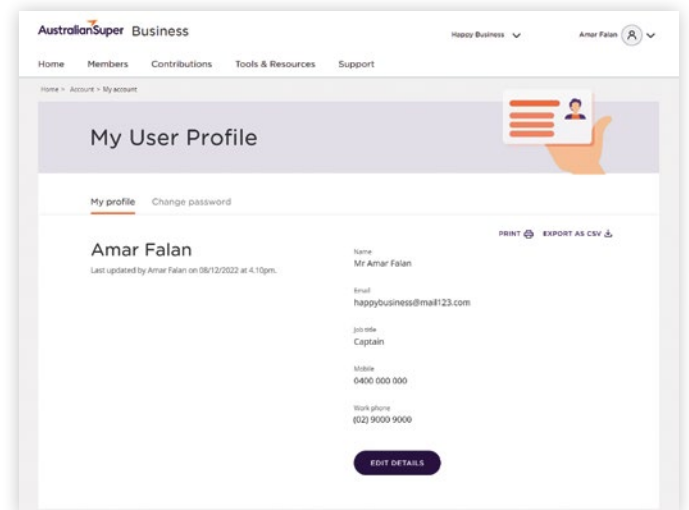 AustralianSuper Business
Happy Business
Amar Falan
Home Members Contributions Tools & Resources Support
Home > Account > My account
My User Profile
My profile Change password
PRINT EXPORT AS CSV
Amar Falan
Last updated by Amar Falan on 08/12/2022 at 4.10pm.
Name
Mr Amar Falan
Email
happybusiness@mail123.com
Job title
Captain
Mobile
0400 000 000
Work phone
(02) 9000 9000
EDIT DETAILS